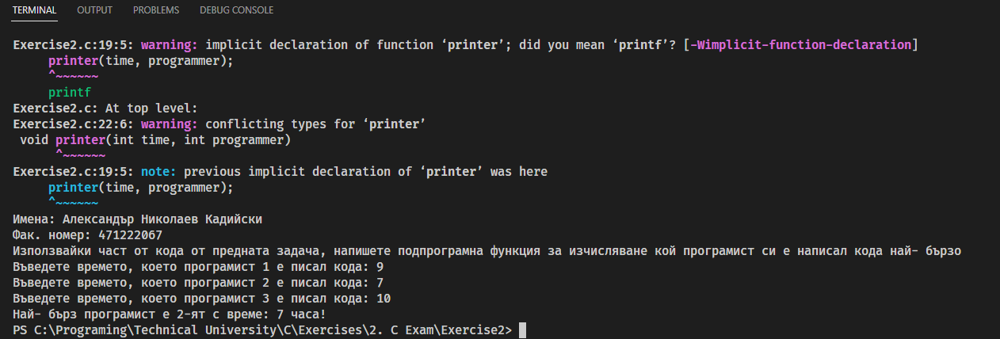 TERMINAL OUTPUT PROBLEMS DEBUG CONSOLE
Exercise2.c:19:5: warning: implicit declaration of function ‘printer’; did you mean ‘printf’? [-Wimplicit-function-declaration]
     printer(time, programmer);
     ^~~~~~~
     printf
Exercise2.c: At top level:
Exercise2.c:22:6: warning: conflicting types for ‘printer’
 void printer(int time, int programmer)
      ^~~~~~~
Exercise2.c:19:5: note: previous implicit declaration of ‘printer’ was here
     printer(time, programmer);
     ^~~~~~~
Имена: Александър Николаев Кадийски
Фак. номер: 471222067
Използвайки част от кода от предната задача, напишете подпрограмна функция за изчисляване кой програмист си е написал кода най- бързо
Въведете времето, което програмист 1 е писал кода: 9
Въведете времето, което програмист 2 е писал кода: 7
Въведете времето, което програмист 3 е писал кода: 10
Най- бърз програмист е 2-ят с време: 7 часа!
PS C:\Programing\Technical University\C\Exercises\2. C Exam\Exercise2>